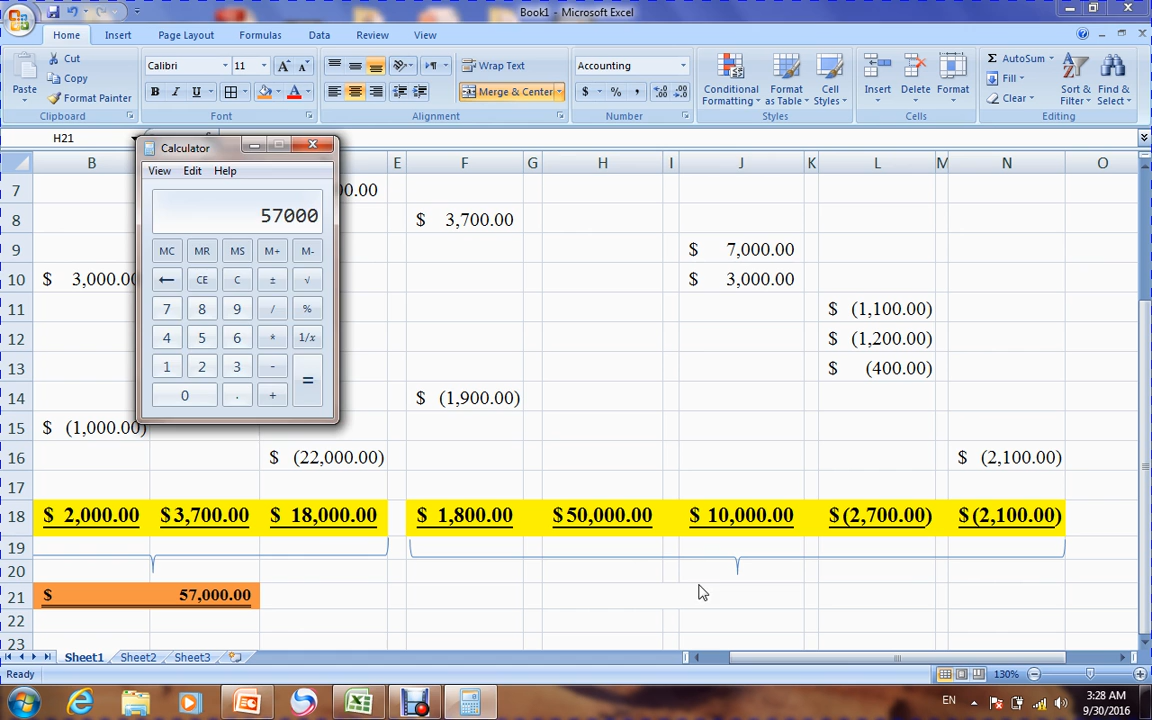 Book1 - Microsoft Excel
Home Insert Page Layout Formulas Data Review View
Cut
Copy
Format Painter
Paste
Clipboard
Calibri 11
B I U
Font
Wrap Text
Merge & Center
Alignment
Accounting
$ % ,
Number
Conditional Formatting
Format as Table
Cell Styles
Styles
Insert Delete Format
Cells
AutoSum
Fill
Clear
Sort & Filter
Find & Select
Editing
H21
Calculator
View Edit Help
57000
MC MR MS M+ M-
← CE C ± √
7 8 9 / %
4 5 6 * 1/x
1 2 3 - =
0 . +
B E F G H I J K L M N O
7 00.00
8 $ 3,700.00
9 $ 7,000.00
10 $ 3,000.00 $ 3,000.00
11 $ (1,100.00)
12 $ (1,200.00)
13 $ (400.00)
14 $ (1,900.00)
15 $ (1,000.00)
16 $ (22,000.00) $ (2,100.00)
17
18 $ 2,000.00 $3,700.00 $ 18,000.00 $ 1,800.00 $50,000.00 $ 10,000.00 $(2,700.00) $(2,100.00)
19
20
21 $ 57,000.00
22
23
Sheet1 Sheet2 Sheet3
Ready
130%
EN
3:28 AM
9/30/2016